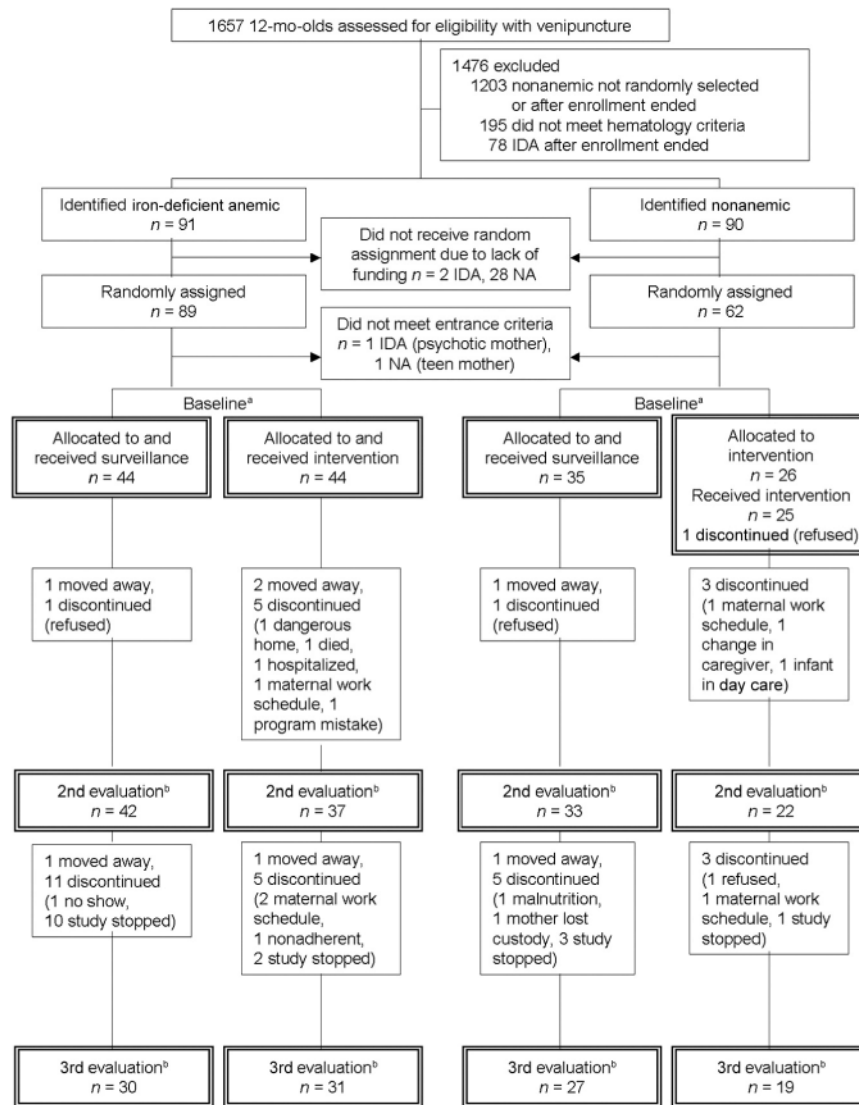 1657 12-mo-olds assessed for eligibility with venipuncture
1476 excluded
1203 nonanemic not randomly selected
or after enrollment ended
195 did not meet hematology criteria
78 IDA after enrollment ended
Identified iron-deficient anemic
n = 91
Identified nonanemic
n = 90
Did not receive random
assignment due to lack of
funding n = 2 IDA, 28 NA
Randomly assigned
n = 89
Randomly assigned
n = 62
Did not meet entrance criteria
n = 1 IDA (psychotic mother),
1 NA (teen mother)
Baselineᵃ
Baselineᵃ
Allocated to and
received surveillance
n = 44
Allocated to and
received intervention
n = 44
Allocated to and
received surveillance
n = 35
Allocated to
intervention
n = 26
Received intervention
n = 25
1 discontinued (refused)
1 moved away,
1 discontinued
(refused)
2 moved away,
5 discontinued
(1 dangerous
home, 1 died,
1 hospitalized,
1 maternal work
schedule, 1
program mistake)
1 moved away,
1 discontinued
(refused)
3 discontinued
(1 maternal work
schedule, 1
change in
caregiver, 1 infant
in day care)
2nd evaluationᵇ
n = 42
2nd evaluationᵇ
n = 37
2nd evaluationᵇ
n = 33
2nd evaluationᵇ
n = 22
1 moved away,
11 discontinued
(1 no show,
10 study stopped)
1 moved away,
5 discontinued
(2 maternal work
schedule,
1 nonadherent,
2 study stopped)
1 moved away,
5 discontinued
(1 malnutrition,
1 mother lost
custody, 3 study
stopped)
3 discontinued
(1 refused,
1 maternal work
schedule, 1 study
stopped)
3rd evaluationᵇ
n = 30
3rd evaluationᵇ
n = 31
3rd evaluationᵇ
n = 27
3rd evaluationᵇ
n = 19